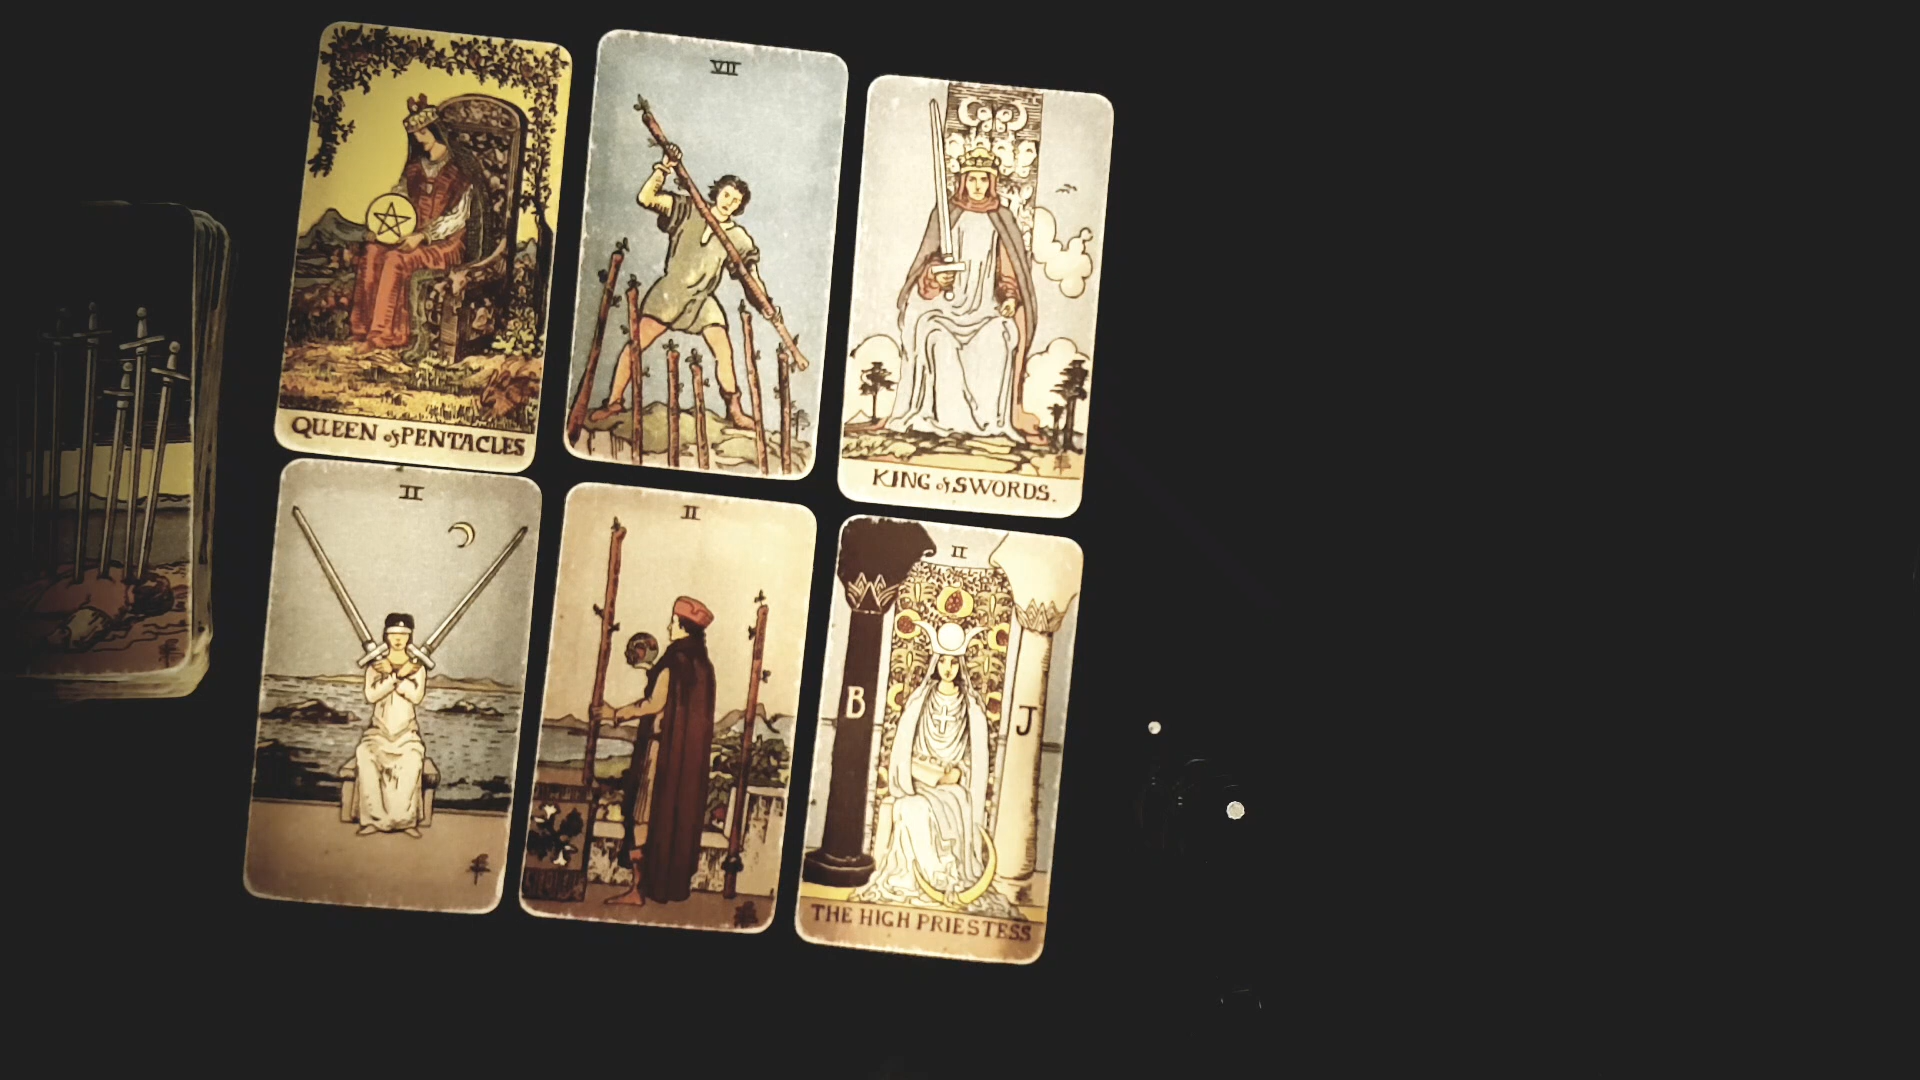 QUEEN of PENTACLES
VII
KING of SWORDS.
II
II
II
B
J
THE HIGH PRIESTESS